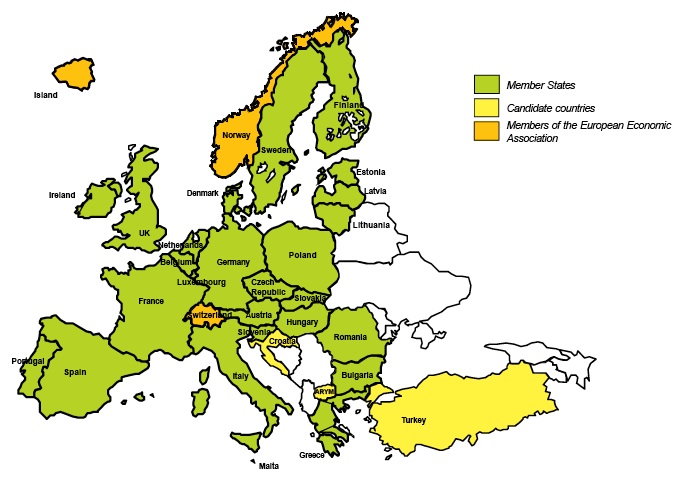 Member States
Candidate countries
Members of the European Economic
Association
Island
Norway
Finland
Sweden
Estonia
Latvia
Lithuania
Denmark
Ireland
UK
Netherlands
Belgium
Luxembourg
Germany
Poland
Czech
Republic
Slovakia
France
Switzerland
Austria
Hungary
Slovenia
Croatia
Romania
Portugal
Spain
Italy
Bulgaria
ARYM
Turkey
Greece
Malta